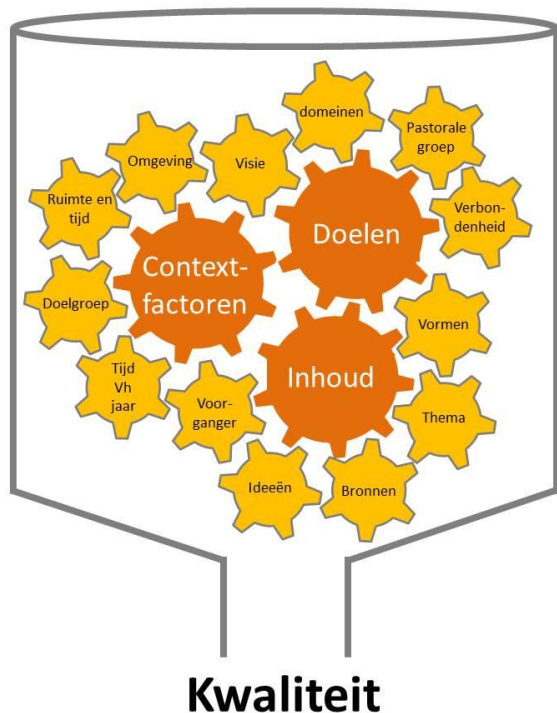 domeinen
Pastorale
groep
Omgeving
Visie
Ruimte en
tijd
Verbon-
denheid
Doelen
Context-
factoren
Doelgroep
Vormen
Inhoud
Tijd
Vh
jaar
Voor-
ganger
Thema
Ideeën
Bronnen
Kwaliteit